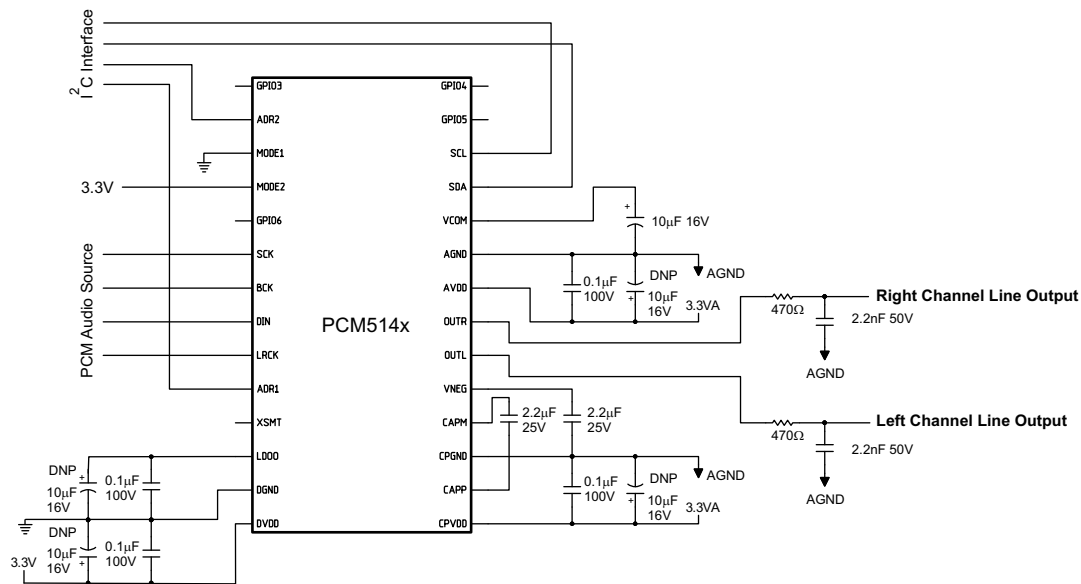 I²C Interface
3.3V
PCM Audio Source
GPIO3
ADR2
MODE1
MODE2
GPIO6
SCK
BCK
DIN
LRCK
ADR1
XSMT
LDOO
DGND
DVDD
PCM514x
GPIO4
GPIO5
SCL
SDA
VCOM
AGND
AVDD
OUTR
OUTL
VNEG
CAPM
CPGND
CAPP
CPVDD
+
10μF 16V
0.1μF
100V
DNP
10μF
+
16V
AGND
3.3VA
470Ω
Right Channel Line Output
2.2nF 50V
AGND
2.2μF
25V
2.2μF
25V
470Ω
Left Channel Line Output
2.2nF 50V
AGND
0.1μF
100V
DNP
10μF
+
16V
AGND
3.3VA
DNP
+
10μF
16V
0.1μF
100V
DNP
10μF
16V
+
0.1μF
100V
3.3V